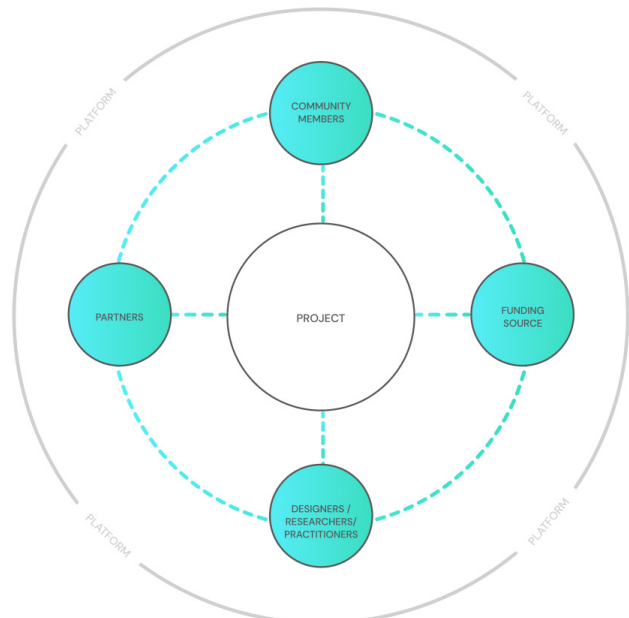 PLATFORM
PLATFORM
COMMUNITY
MEMBERS
PARTNERS
PROJECT
FUNDING
SOURCE
DESIGNERS /
RESEARCHERS/
PRACTITIONERS
PLATFORM
PLATFORM